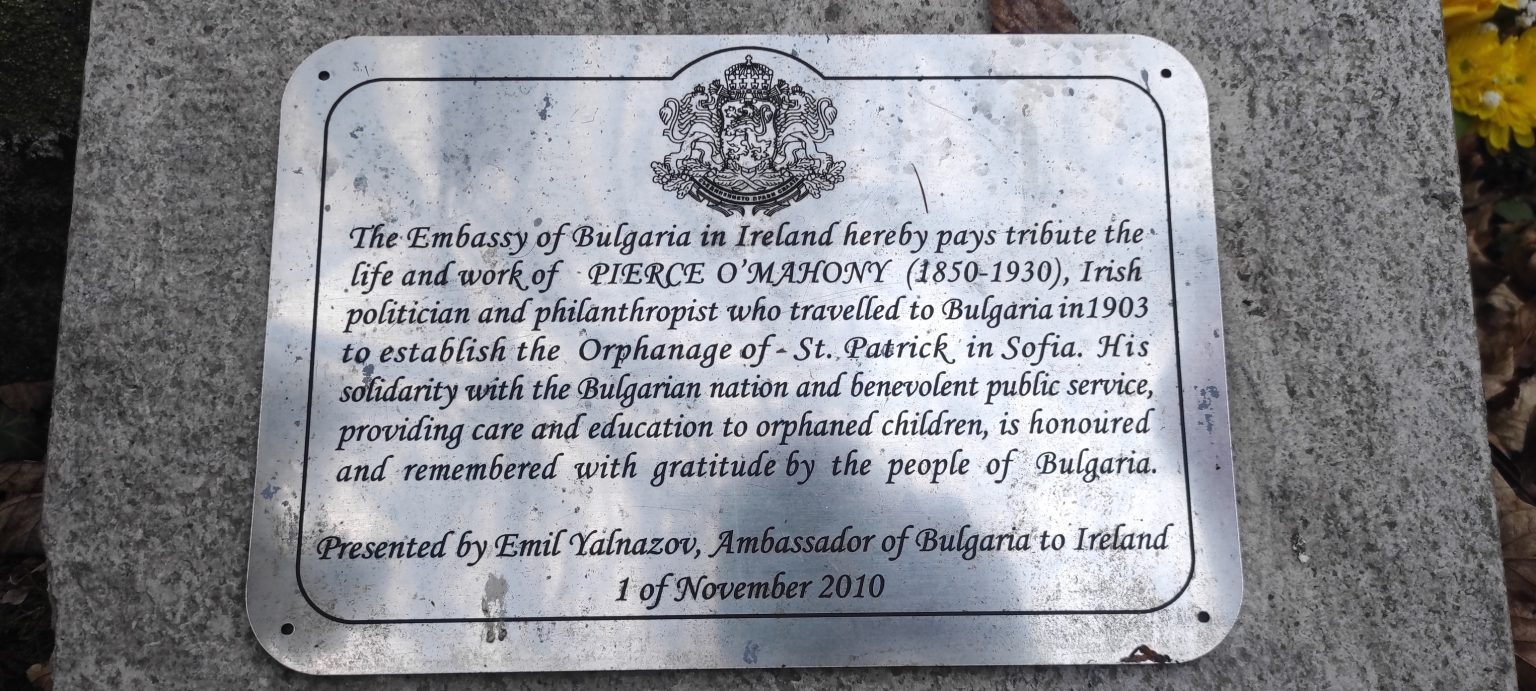 The Embassy of Bulgaria in Ireland hereby pays tribute the
life and work of PIERCE O'MAHONY (1850-1930), Irish
politician and philanthropist who travelled to Bulgaria in1903
to establish the Orphanage of - St. Patrick in Sofia. His
solidarity with the Bulgarian nation and benevolent public service,
providing care and education to orphaned children, is honoured
and remembered with gratitude by the people of Bulgaria.
Presented by Emil Yalnazov, Ambassador of Bulgaria to Ireland
1 of November 2010